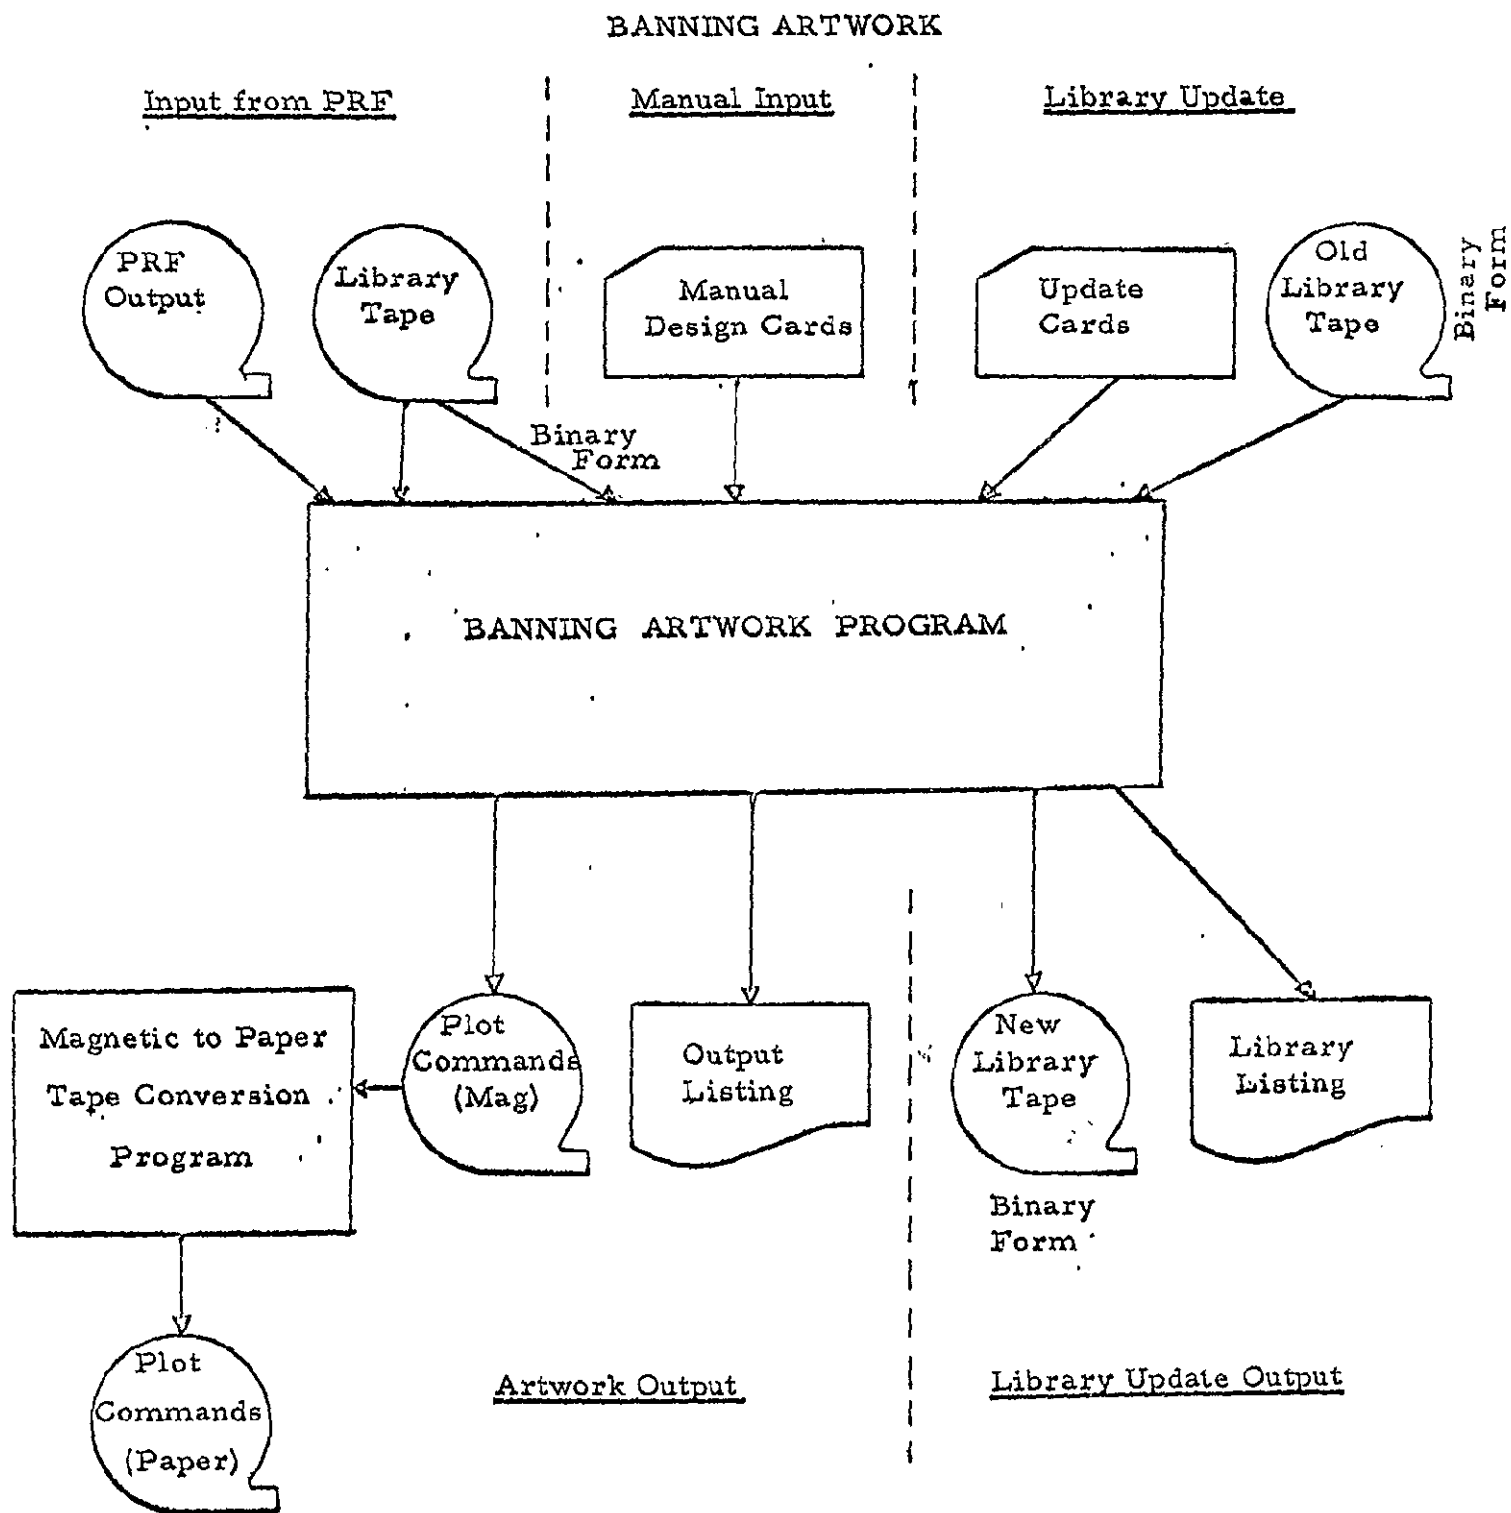 BANNING ARTWORK
Input from PRF
Manual Input
Library Update
PRF
Output
Library
Tape
Manual
Design Cards
Update
Cards
Old
Library
Tape
Binary
Form
Binary
Form
BANNING ARTWORK PROGRAM
Magnetic to Paper
Tape Conversion
Program
Plot
Commands
(Mag)
Output
Listing
New
Library
Tape
Library
Listing
Binary
Form
Plot
Commands
(Paper)
Artwork Output
Library Update Output